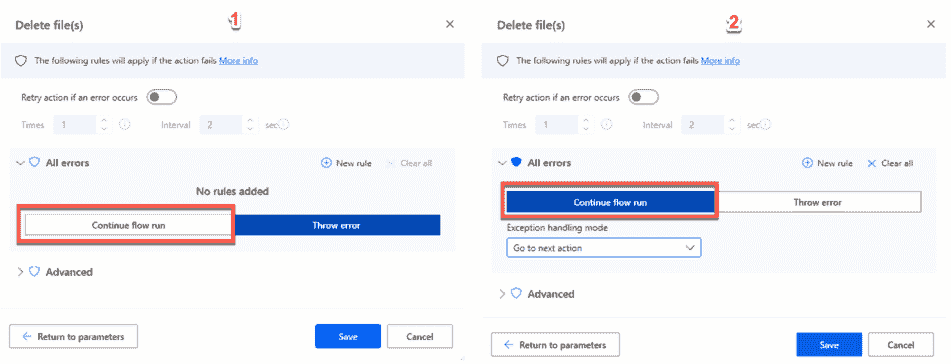 Delete file(s)
1
The following rules will apply if the action fails More info
Retry action if an error occurs
Times 1 Interval 2 sec
All errors New rule Clear all
No rules added
Continue flow run Throw error
Advanced
Return to parameters Save Cancel
Delete file(s)
2
The following rules will apply if the action fails More info
Retry action if an error occurs
Times 1 Interval 2 sec
All errors New rule Clear all
Continue flow run Throw error
Exception handling mode
Go to next action
Advanced
Return to parameters Save Cancel